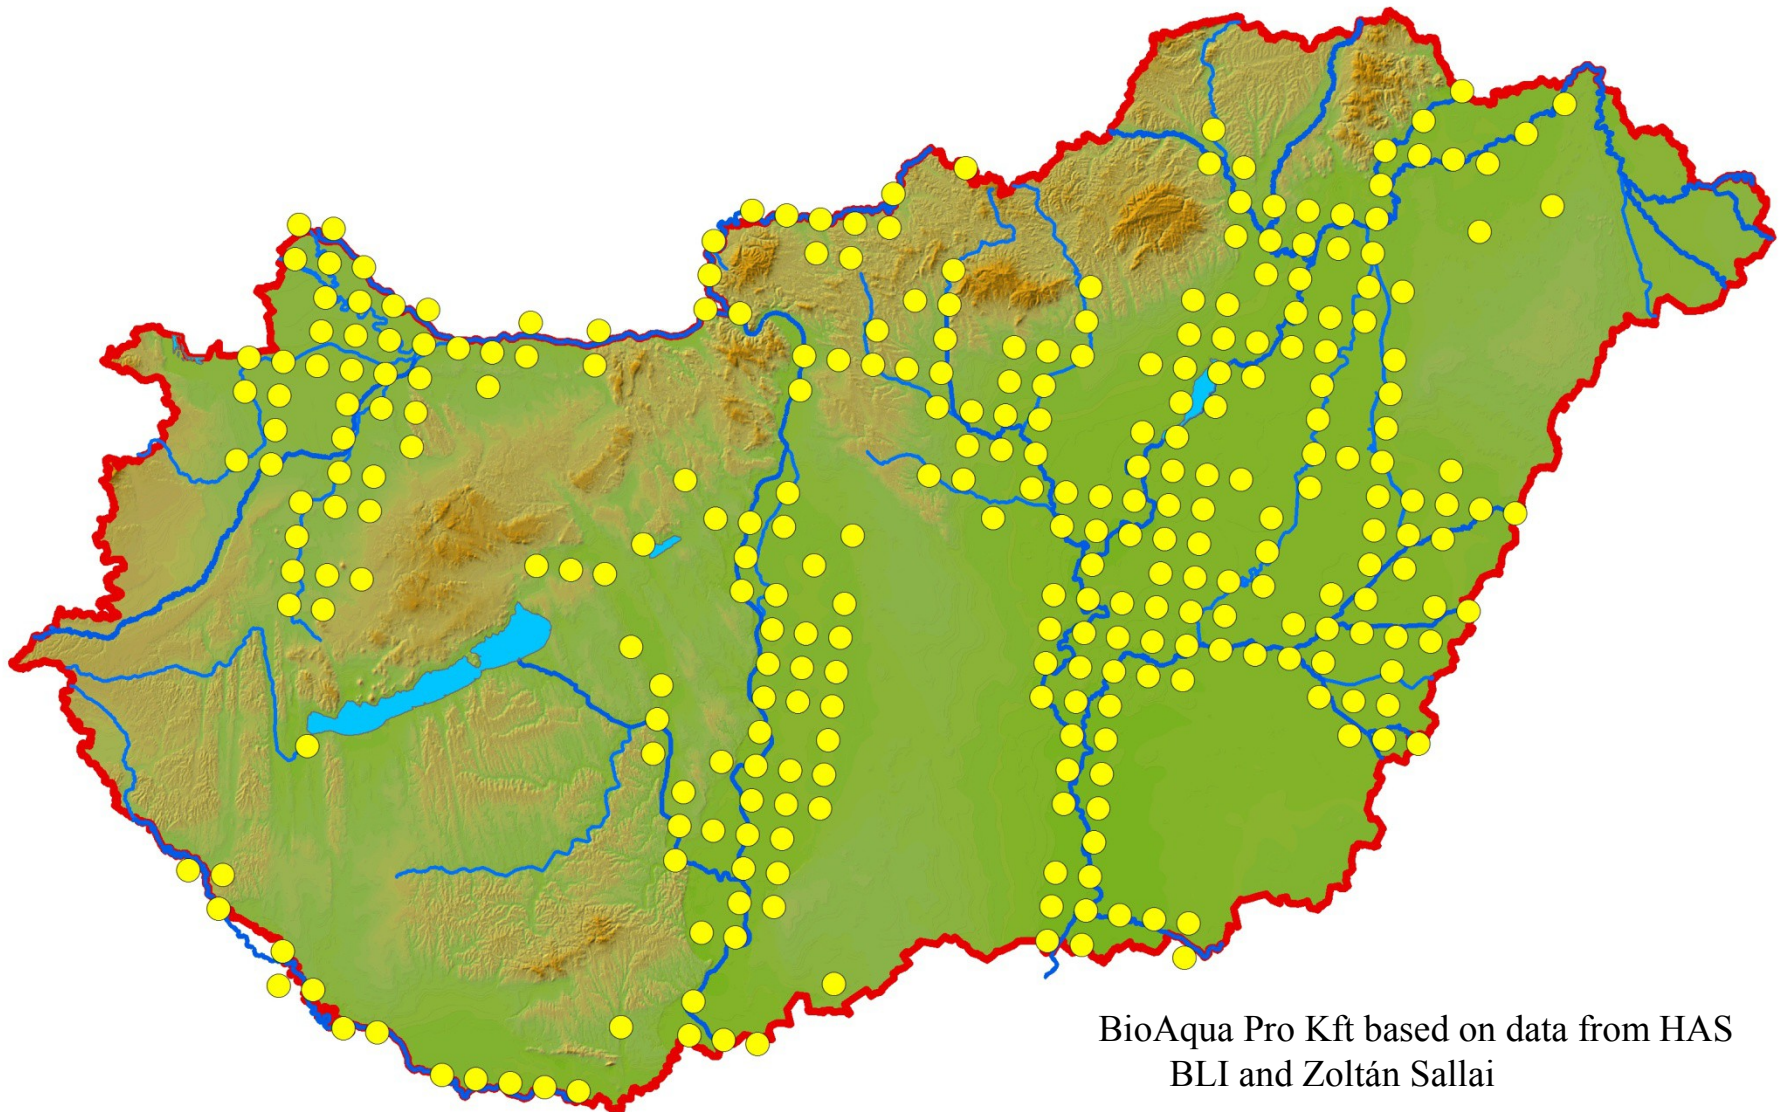 BioAqua Pro Kft based on data from HAS
BLI and Zoltán Sallai